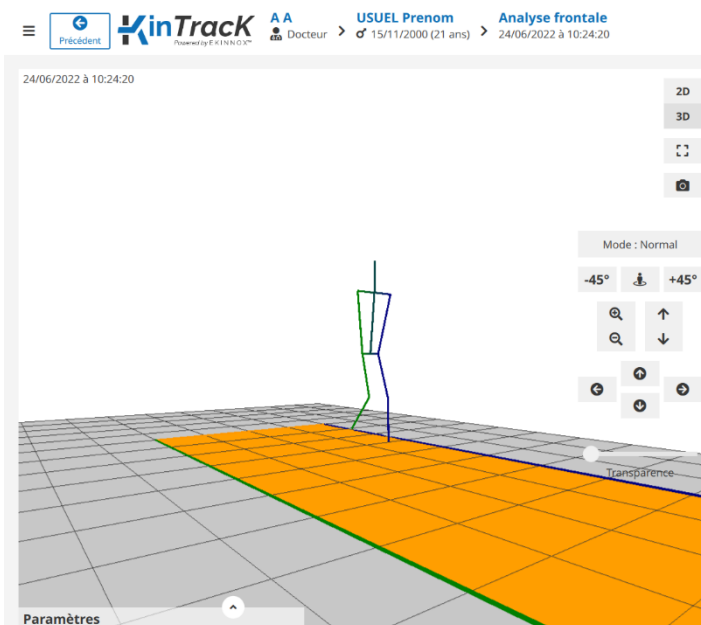 Précédent
KinTracK
Powered by EKINNOX™
A A
Docteur
USUEL Prenom
15/11/2000 (21 ans)
Analyse frontale
24/06/2022 à 10:24:20
24/06/2022 à 10:24:20
2D
3D
Mode : Normal
-45°
+45°
Transparence
Paramètres